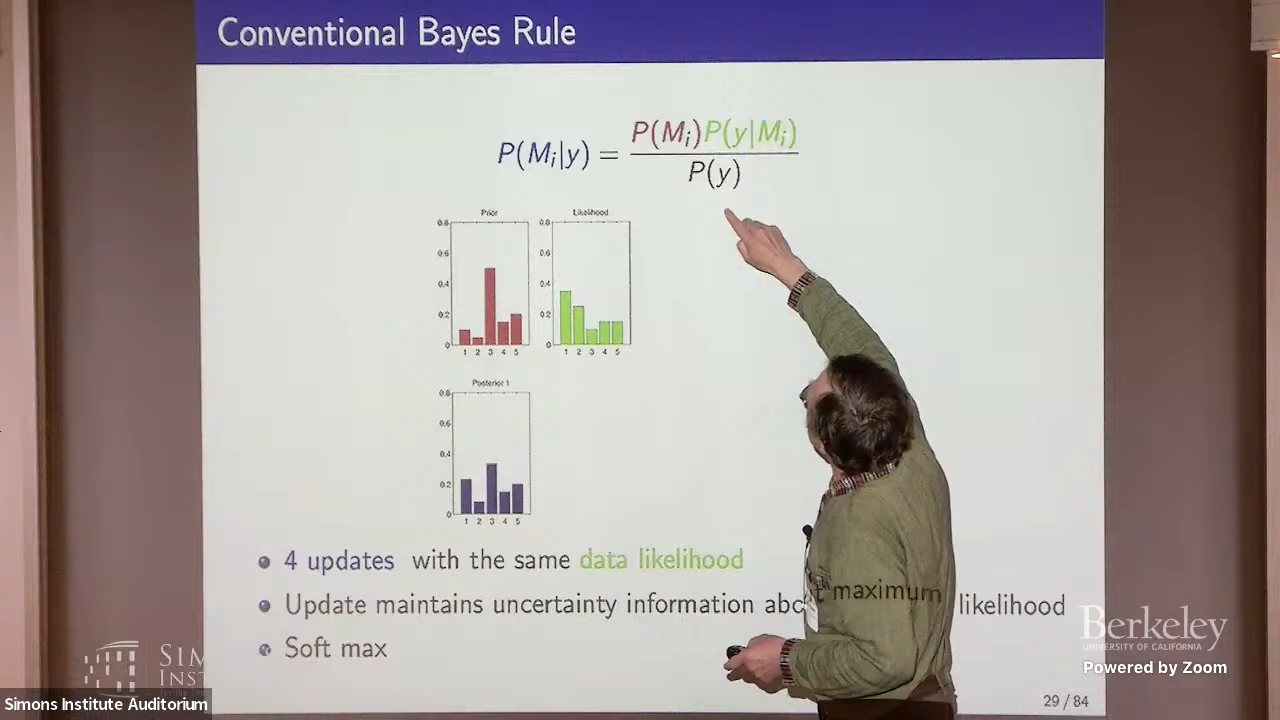 Conventional Bayes Rule
P(M_i|y) = P(M_i)P(y|M_i) / P(y)
Prior
0.8
0.6
0.4
0.2
0
1 2 3 4 5
Likelihood
0.8
0.6
0.4
0.2
0
1 2 3 4 5
Posterior 1
0.8
0.6
0.4
0.2
0
1 2 3 4 5
4 updates with the same data likelihood
Update maintains uncertainty information maximum likelihood
Soft max
29 / 84
Berkeley
UNIVERSITY OF CALIFORNIA
Powered by Zoom
Simons Institute Auditorium